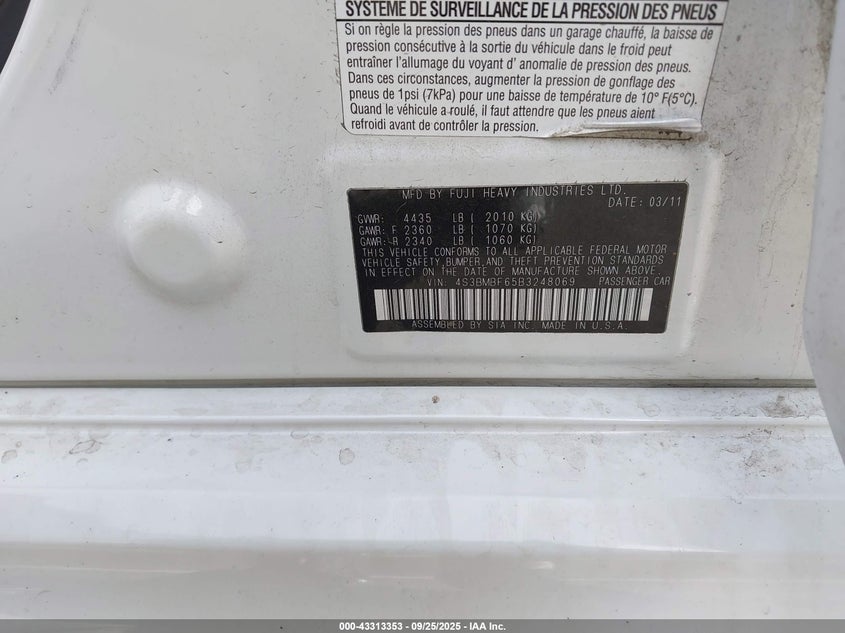 SYSTÈME DE SURVEILLANCE DE LA PRESSION DES PNEUS
Si on règle la pression des pneus dans un garage chauffé, la baisse de
pression consécutive à la sortie du véhicule dans le froid peut
entraîner l'allumage du voyant d' anomalie de pression des pneus.
Dans ces circonstances, augmenter la pression de gonflage des
pneus de 1psi (7kPa) pour une baisse de température de 10° F(5°C).
Quand le véhicule a roulé, il faut attendre que les pneus aient
refroidi avant de contrôler la pression.
MFD BY FUJI HEAVY INDUSTRIES LTD.
DATE: 03/11
GVWR: 4435 LB ( 2010 KG)
GAWR: F 2360 LB ( 1070 KG)
GAWR: R 2340 LB ( 1060 KG)
THIS VEHICLE CONFORMS TO ALL APPLICABLE FEDERAL MOTOR
VEHICLE SAFETY, BUMPER, AND THEFT PREVENTION STANDARDS
IN EFFECT ON THE DATE OF MANUFACTURE SHOWN ABOVE.
VIN: 4S3BMBF65B3248069 PASSENGER CAR
ASSEMBLED BY SIA INC. MADE IN U.S.A.
000-43313353 - 09/25/2025 - IAA Inc.